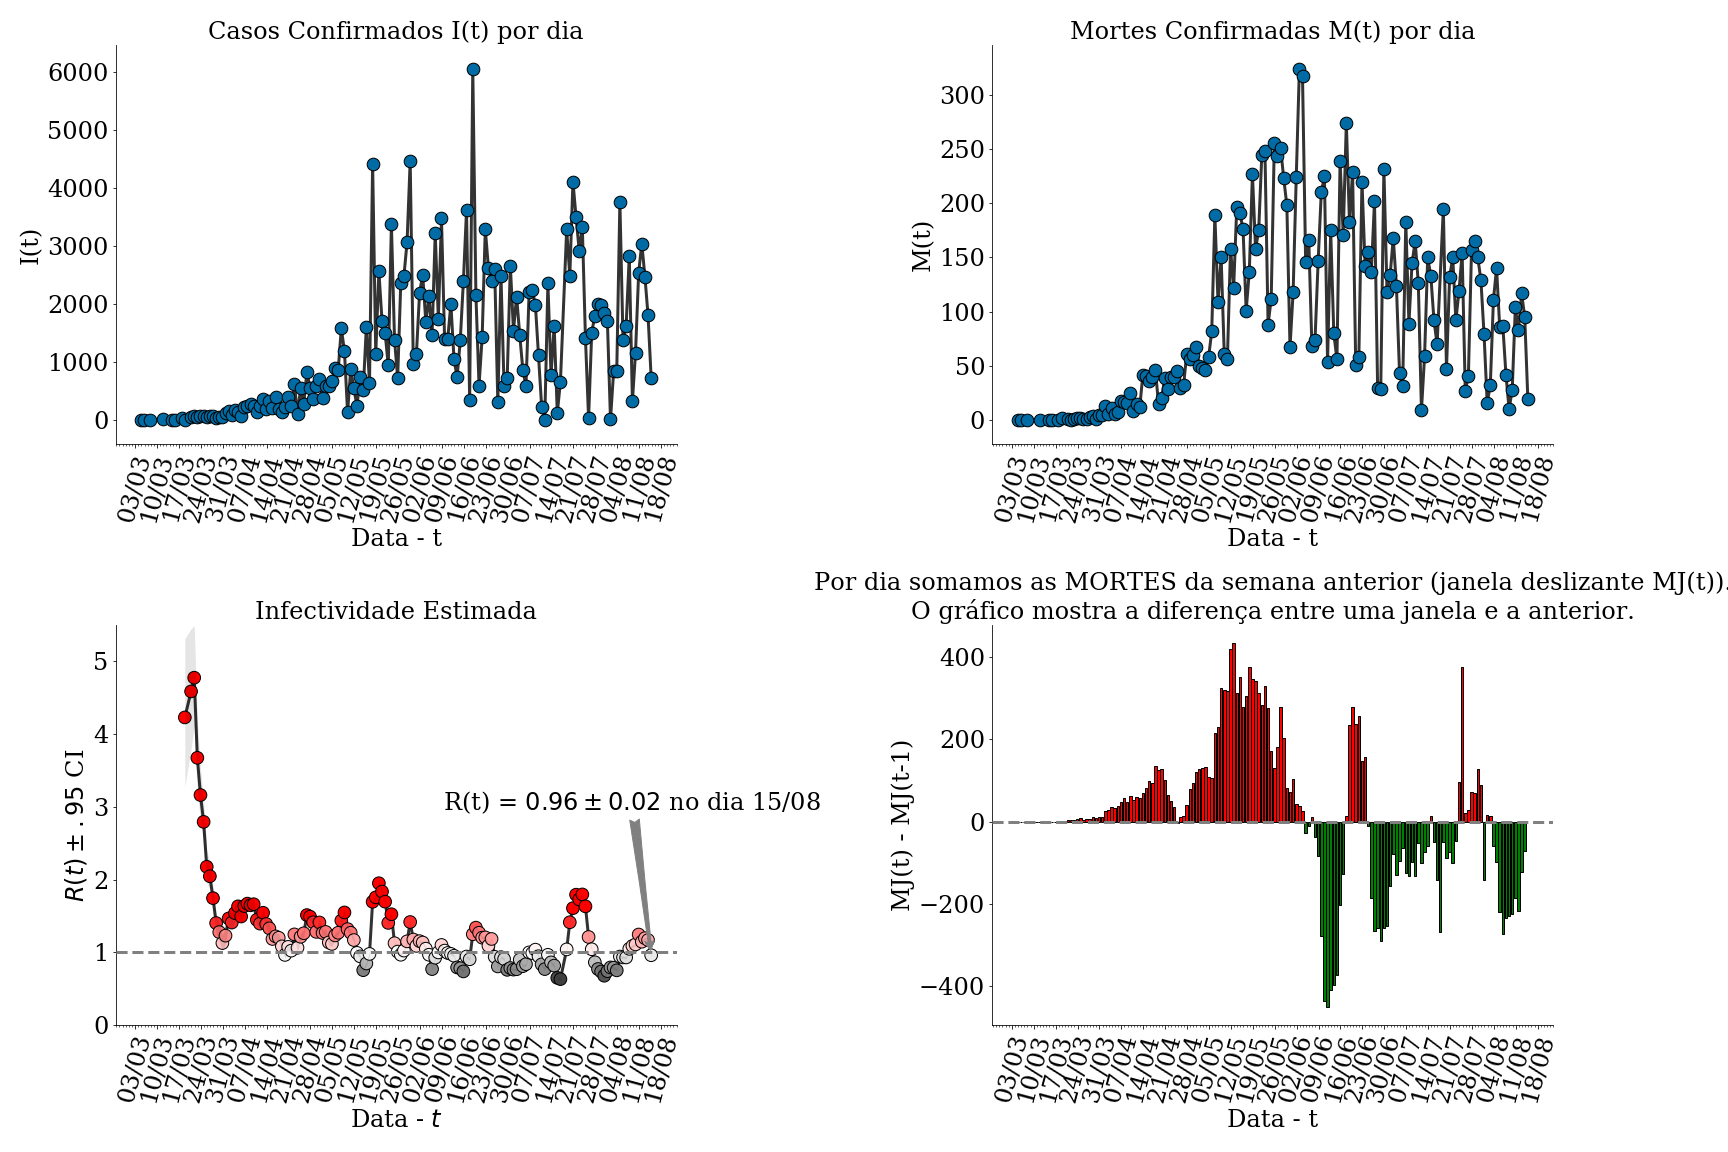 Casos Confirmados I(t) por dia
I(t)
6000
5000
4000
3000
2000
1000
0
03/03 10/03 17/03 24/03 31/03 07/04 14/04 21/04 28/04 05/05 12/05 19/05 26/05 02/06 09/06 16/06 23/06 30/06 07/07 14/07 21/07 28/07 04/08 11/08 18/08
Data - t
Mortes Confirmadas M(t) por dia
M(t)
300
250
200
150
100
50
0
03/03 10/03 17/03 24/03 31/03 07/04 14/04 21/04 28/04 05/05 12/05 19/05 26/05 02/06 09/06 16/06 23/06 30/06 07/07 14/07 21/07 28/07 04/08 11/08 18/08
Data - t
Infectividade Estimada
R(t) ± .95 CI
5
4
3
2
1
0
R(t) = 0.96 ± 0.02 no dia 15/08
03/03 10/03 17/03 24/03 31/03 07/04 14/04 21/04 28/04 05/05 12/05 19/05 26/05 02/06 09/06 16/06 23/06 30/06 07/07 14/07 21/07 28/07 04/08 11/08 18/08
Data - t
Por dia somamos as MORTES da semana anterior (janela deslizante MJ(t)).
O gráfico mostra a diferença entre uma janela e a anterior.
MJ(t) - MJ(t-1)
400
200
0
−200
−400
03/03 10/03 17/03 24/03 31/03 07/04 14/04 21/04 28/04 05/05 12/05 19/05 26/05 02/06 09/06 16/06 23/06 30/06 07/07 14/07 21/07 28/07 04/08 11/08 18/08
Data - t